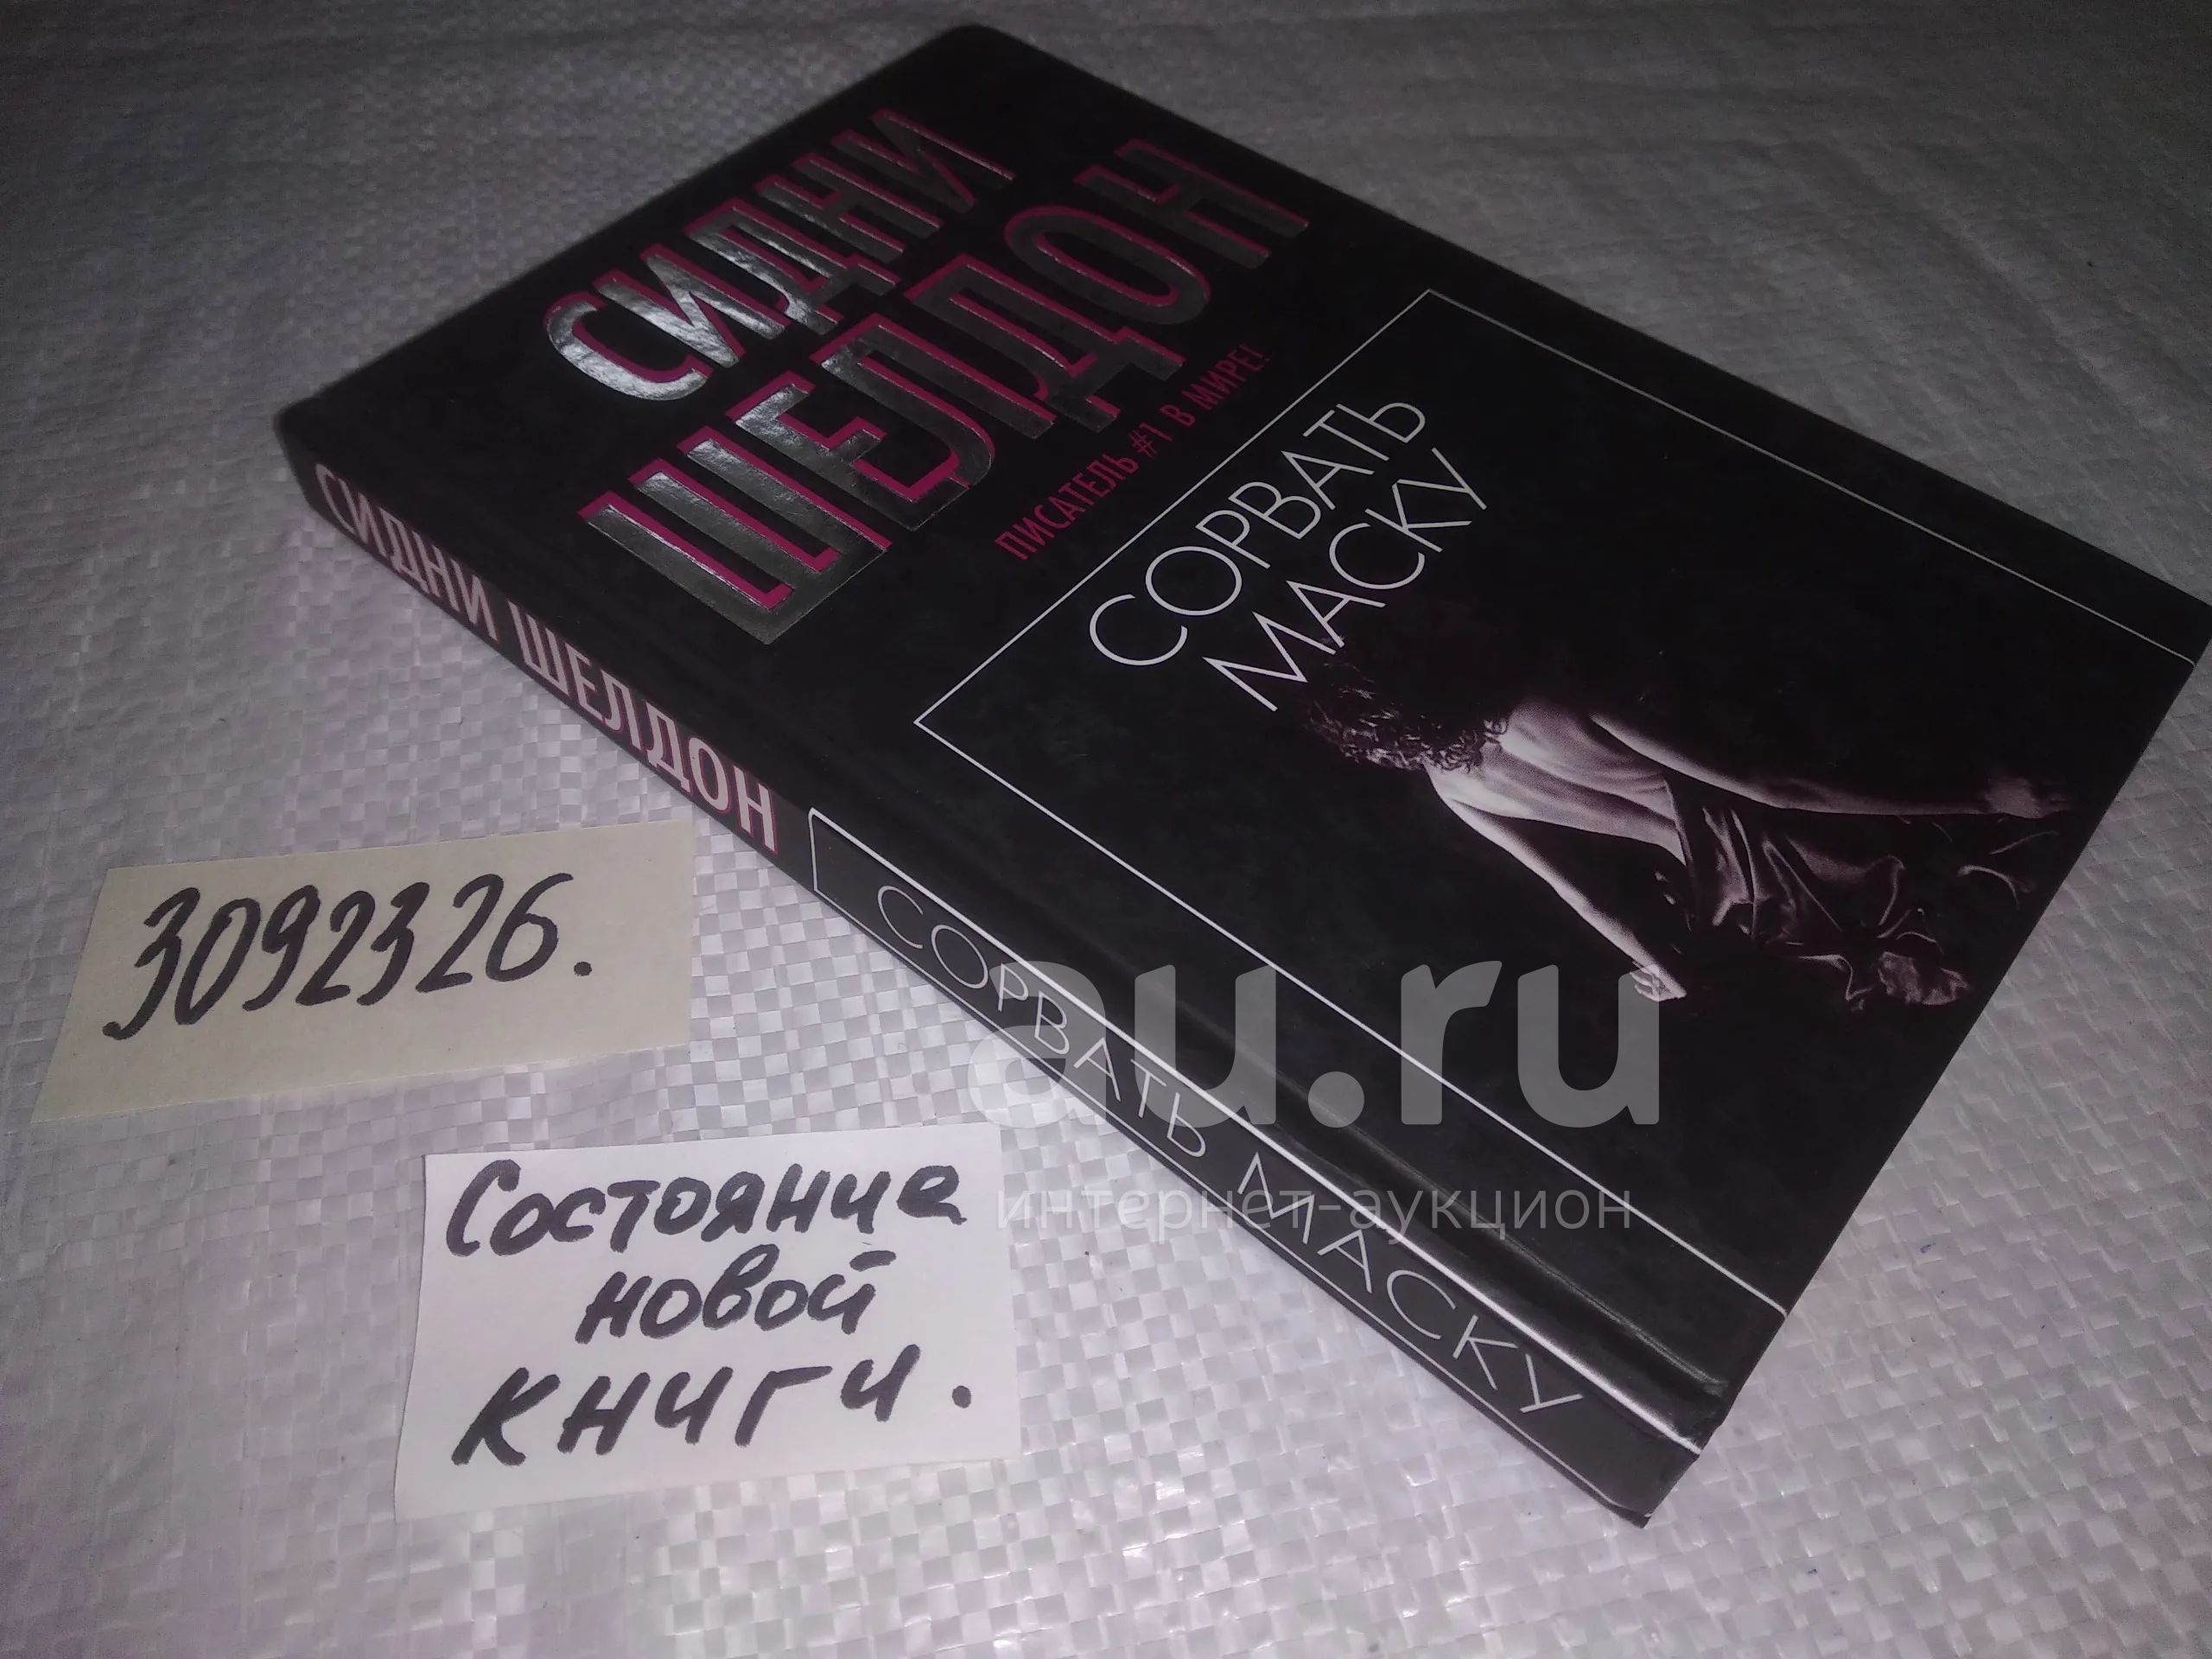 СИДНИ
ШЕЛДОН
ПИСАТЕЛЬ #1 В МИРЕ!
СОРВАТЬ
МАСКУ
СИДНИ ШЕЛДОН
СОРВАТЬ МАСКУ
3092326.
Состояние
новой
книги.
au.ru
интернет-аукцион